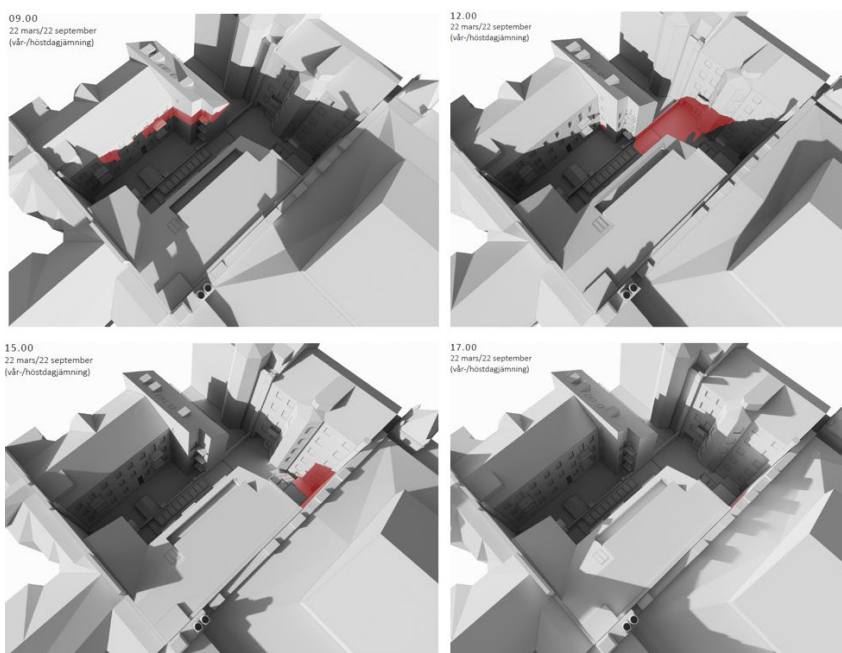 09.00
22 mars/22 september
(vår-/höstdagjämning)
12.00
22 mars/22 september
(vår-/höstdagjämning)
15.00
22 mars/22 september
(vår-/höstdagjämning)
17.00
22 mars/22 september
(vår-/höstdagjämning)